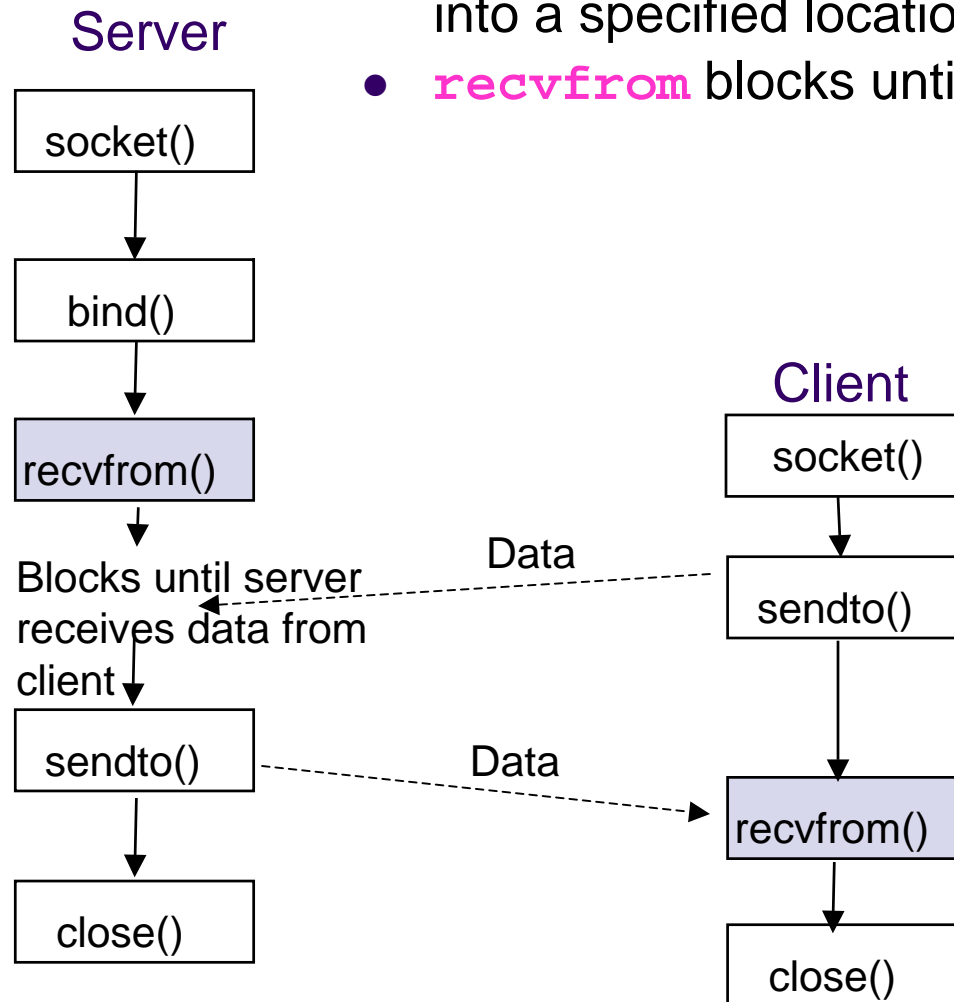 Server
into a specified locatio
● recvfrom blocks unti
socket()
bind()
recvfrom()
Blocks until server
receives data from
client
sendto()
close()
Client
socket()
Data
sendto()
Data
recvfrom()
close()